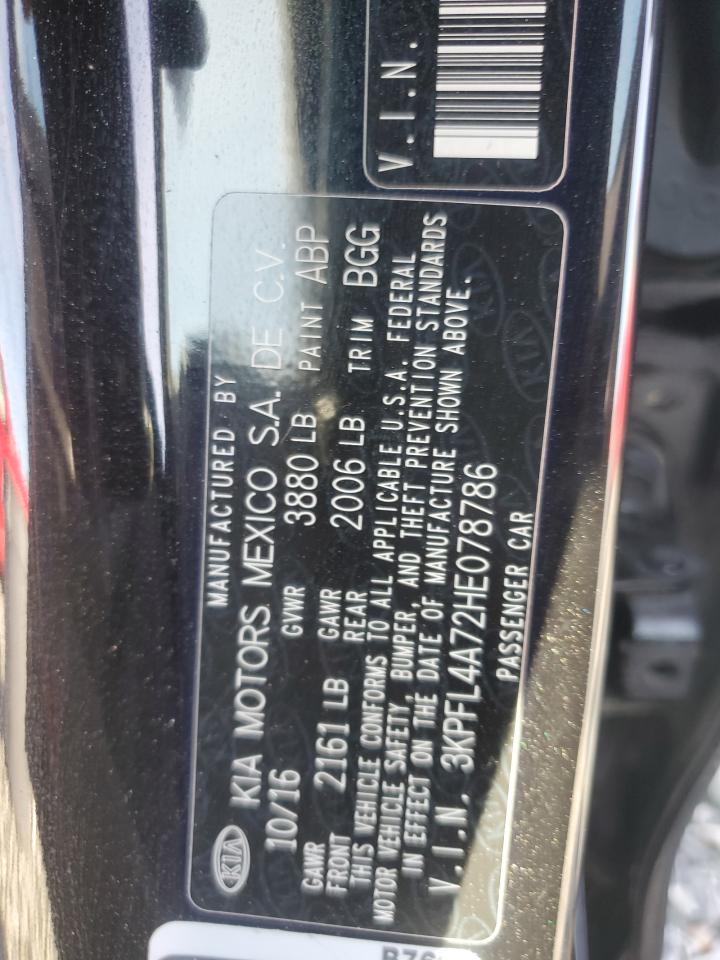 MANUFACTURED BY
KIA KIA MOTORS MEXICO S.A. DE C.V.
10/16 GVWR 3880 LB PAINT ABP
GAWR FRONT 2161 LB GAWR REAR 2006 LB TRIM BGG
THIS VEHICLE CONFORMS TO ALL APPLICABLE U.S.A. FEDERAL
MOTOR VEHICLE SAFETY, BUMPER, AND THEFT PREVENTION STANDARDS
IN EFFECT ON THE DATE OF MANUFACTURE SHOWN ABOVE.
V.I.N. 3KPFL4A72HE078786
PASSENGER CAR
V.I.N.